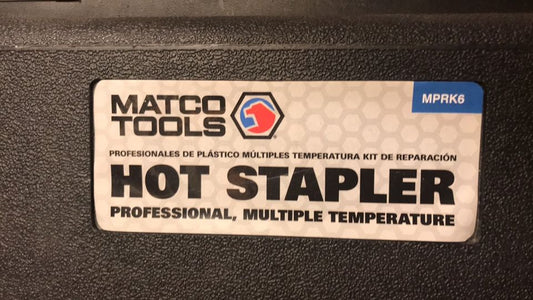 MATCO
TOOLS
MPRK6
PROFESIONALES DE PLÁSTICO MÚLTIPLES TEMPERATURA KIT DE REPARACIÓN
HOT STAPLER
PROFESSIONAL, MULTIPLE TEMPERATURE